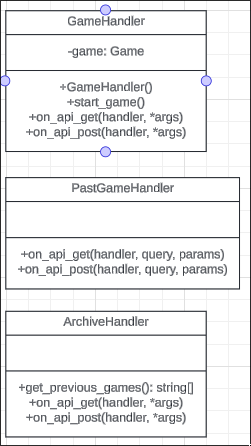 GameHandler
-game: Game
+GameHandler()
+start_game()
+on_api_get(handler, *args)
+on_api_post(handler, *args)
PastGameHandler
+on_api_get(handler, query, params)
+on_api_post(handler, query, params)
ArchiveHandler
+get_previous_games(): string[]
+on_api_get(handler, *args)
+on_api_post(handler, *args)